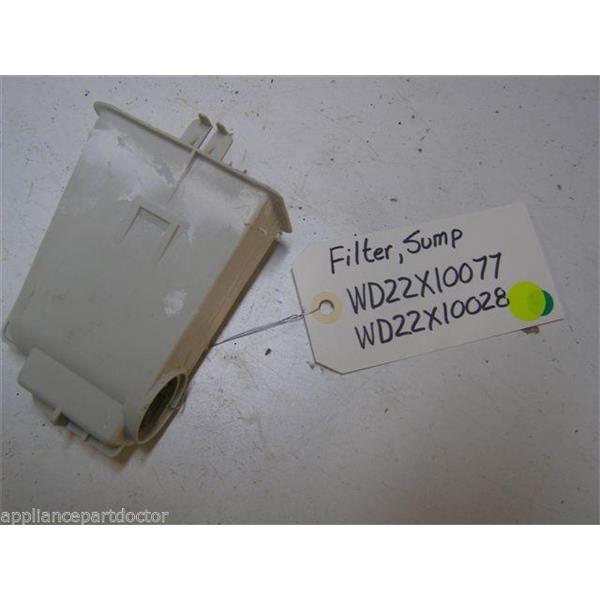 Filter, Sump
WD22X10077
WD22X10028
appliancepartdoctor